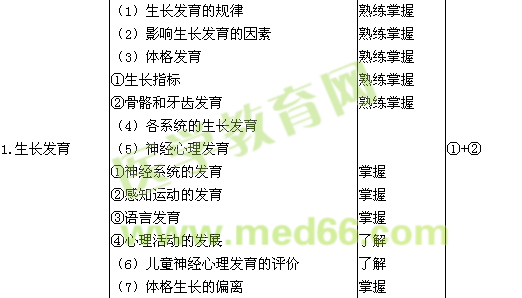 （1）生长发育的规律 熟练掌握
（2）影响生长发育的因素 熟练掌握
（3）体格发育 熟练掌握
①生长指标 熟练掌握
②骨骼和牙齿发育 熟练掌握
（4）各系统的生长发育
1.生长发育 （5）神经心理发育 ①+②
①神经系统的发育 掌握
②感知运动的发育 掌握
③语言发育 掌握
④心理活动的发展 了解
（6）儿童神经心理发育的评价 了解
（7）体格生长的偏离 掌握
医学教育网
www.med66.com